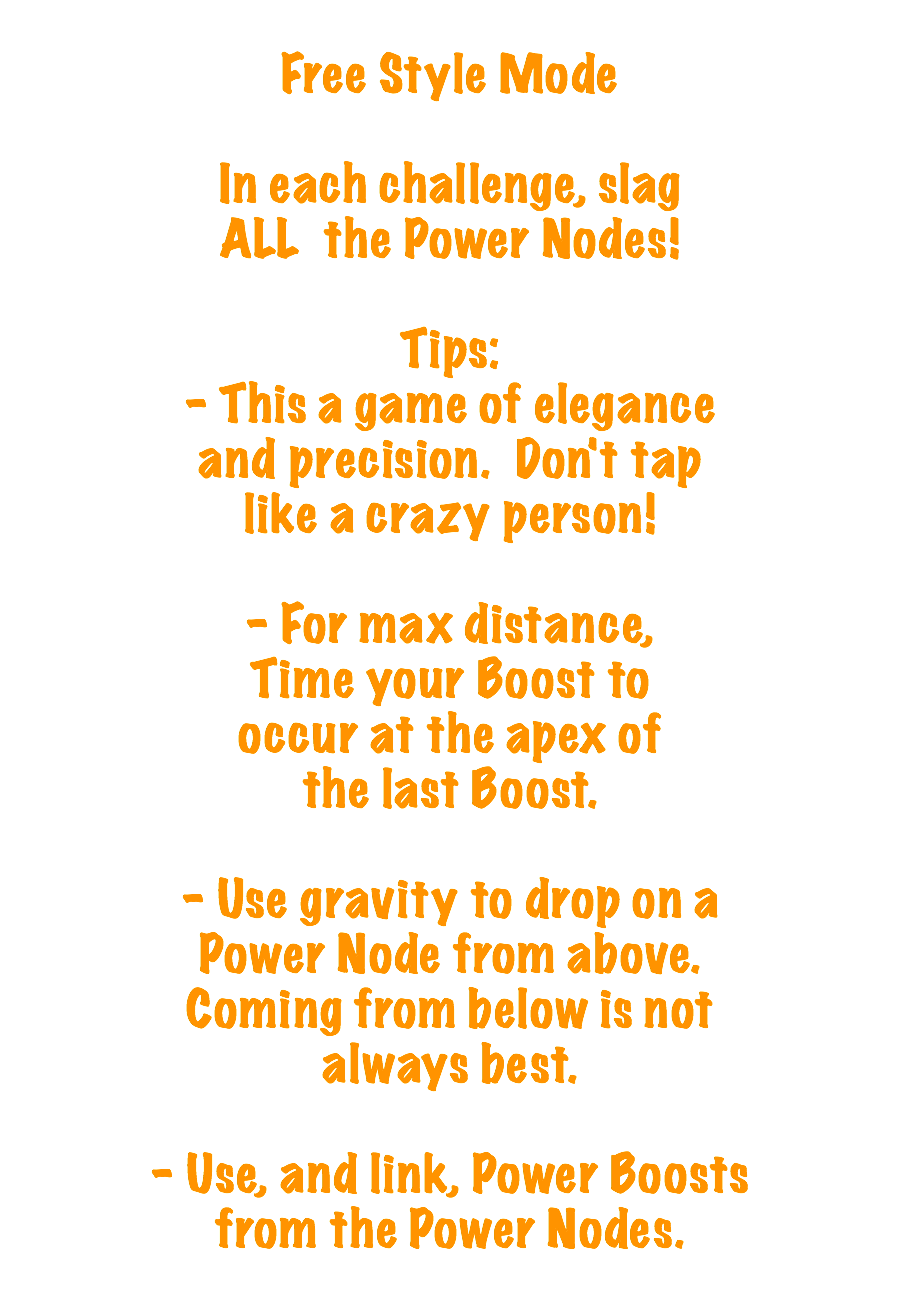 Free Style Mode
In each challenge, slag
ALL  the Power Nodes!
Tips:
- This a game of elegance
and precision.  Don't tap
like a crazy person!
- For max distance,
Time your Boost to
occur at the apex of
the last Boost.
- Use gravity to drop on a
Power Node from above.
Coming from below is not
always best.
- Use, and link, Power Boosts
from the Power Nodes.